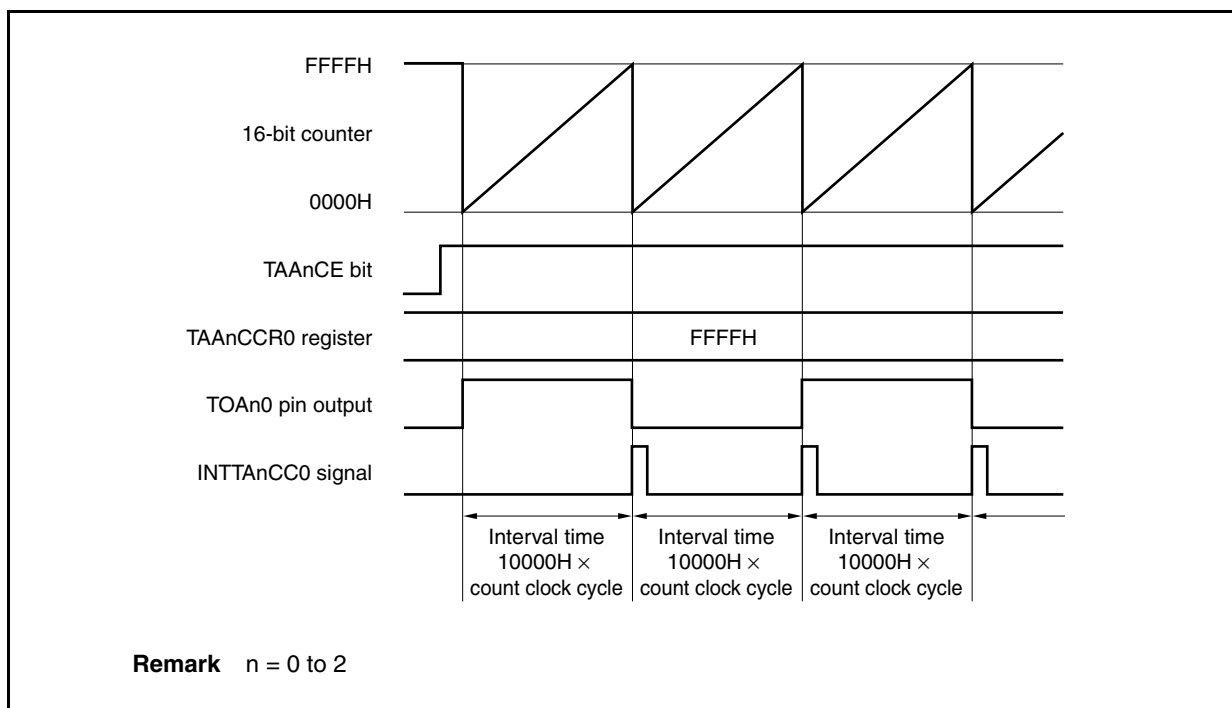 FFFFH
16-bit counter
0000H
TAAnCE bit
TAAnCCR0 register
FFFFH
TOAn0 pin output
INTTAnCC0 signal
Interval time
10000H ×
count clock cycle
Interval time
10000H ×
count clock cycle
Interval time
10000H ×
count clock cycle
Remark n = 0 to 2